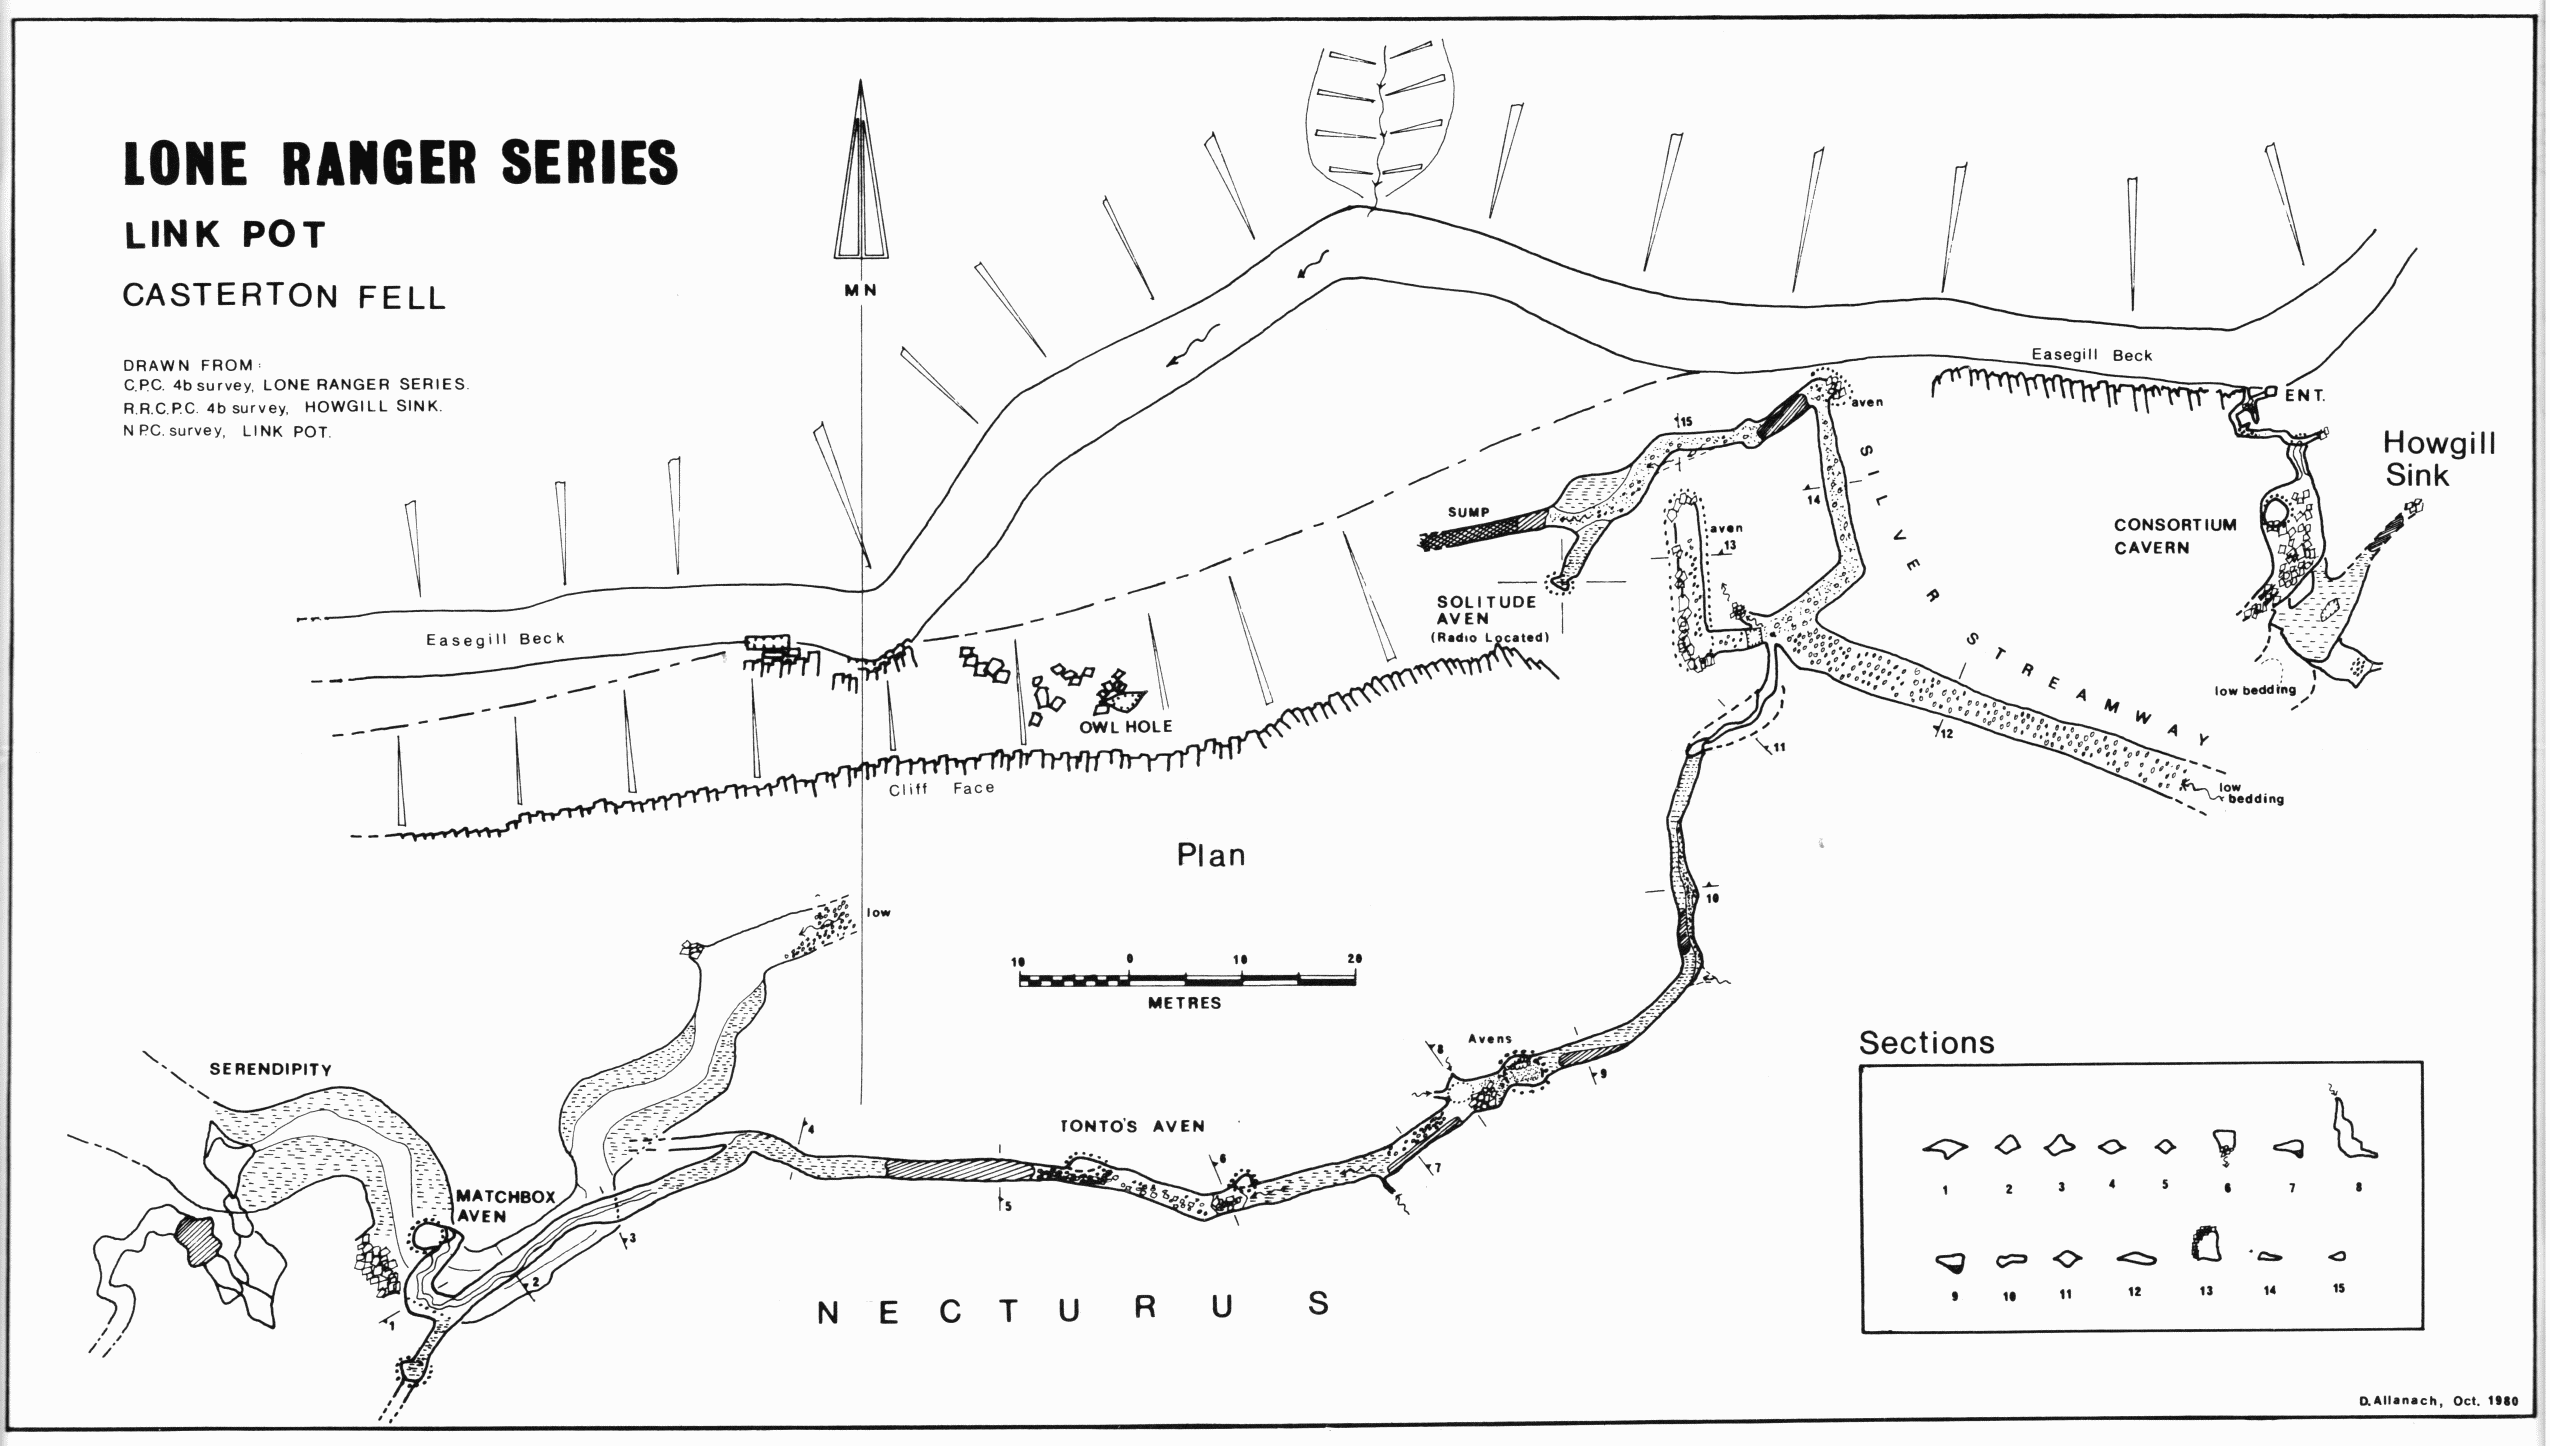 LONE RANGER SERIES
LINK POT
CASTERTON FELL
DRAWN FROM:
C.P.C. 4b survey, LONE RANGER SERIES.
R.R.C.P.C. 4b survey, HOWGILL SINK.
N.P.C. survey, LINK POT.
MN
Easegill Beck
ENT.
Howgill
Sink
aven
15
SILVER STREAMWAY
14
SUMP
CONSORTIUM
CAVERN
aven
13
SOLITUDE
AVEN
(Radio Located)
Easegill Beck
low bedding
OWL HOLE
12
11
Cliff Face
low
bedding
Plan
10
low
10 0 10 20
METRES
Sections
Avens
8
9
SERENDIPITY
TONTO'S AVEN
4
6
7
5
MATCHBOX
AVEN
3
2
1
NECTURUS
1 2 3 4 5 6 7 8
9 10 11 12 13 14 15
D. Allanach, Oct. 1980